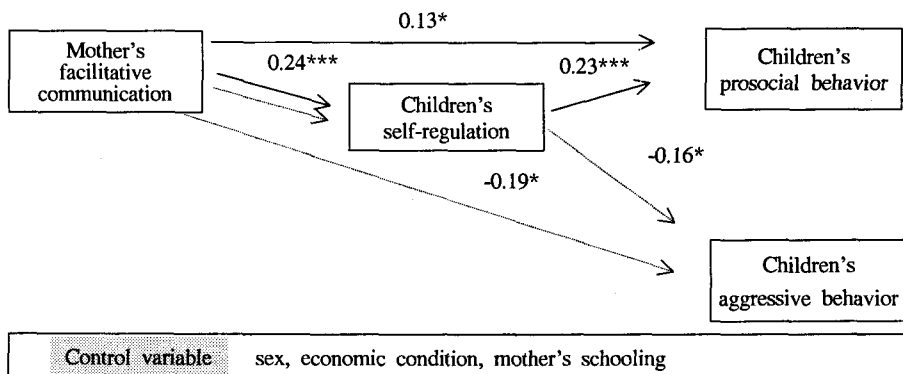 0.13*
Mother's
facilitative
communication
0.24***
0.23***
Children's
prosocial behavior
Children's
self-regulation
-0.16*
-0.19*
Children's
aggressive behavior
Control variable sex, economic condition, mother's schooling